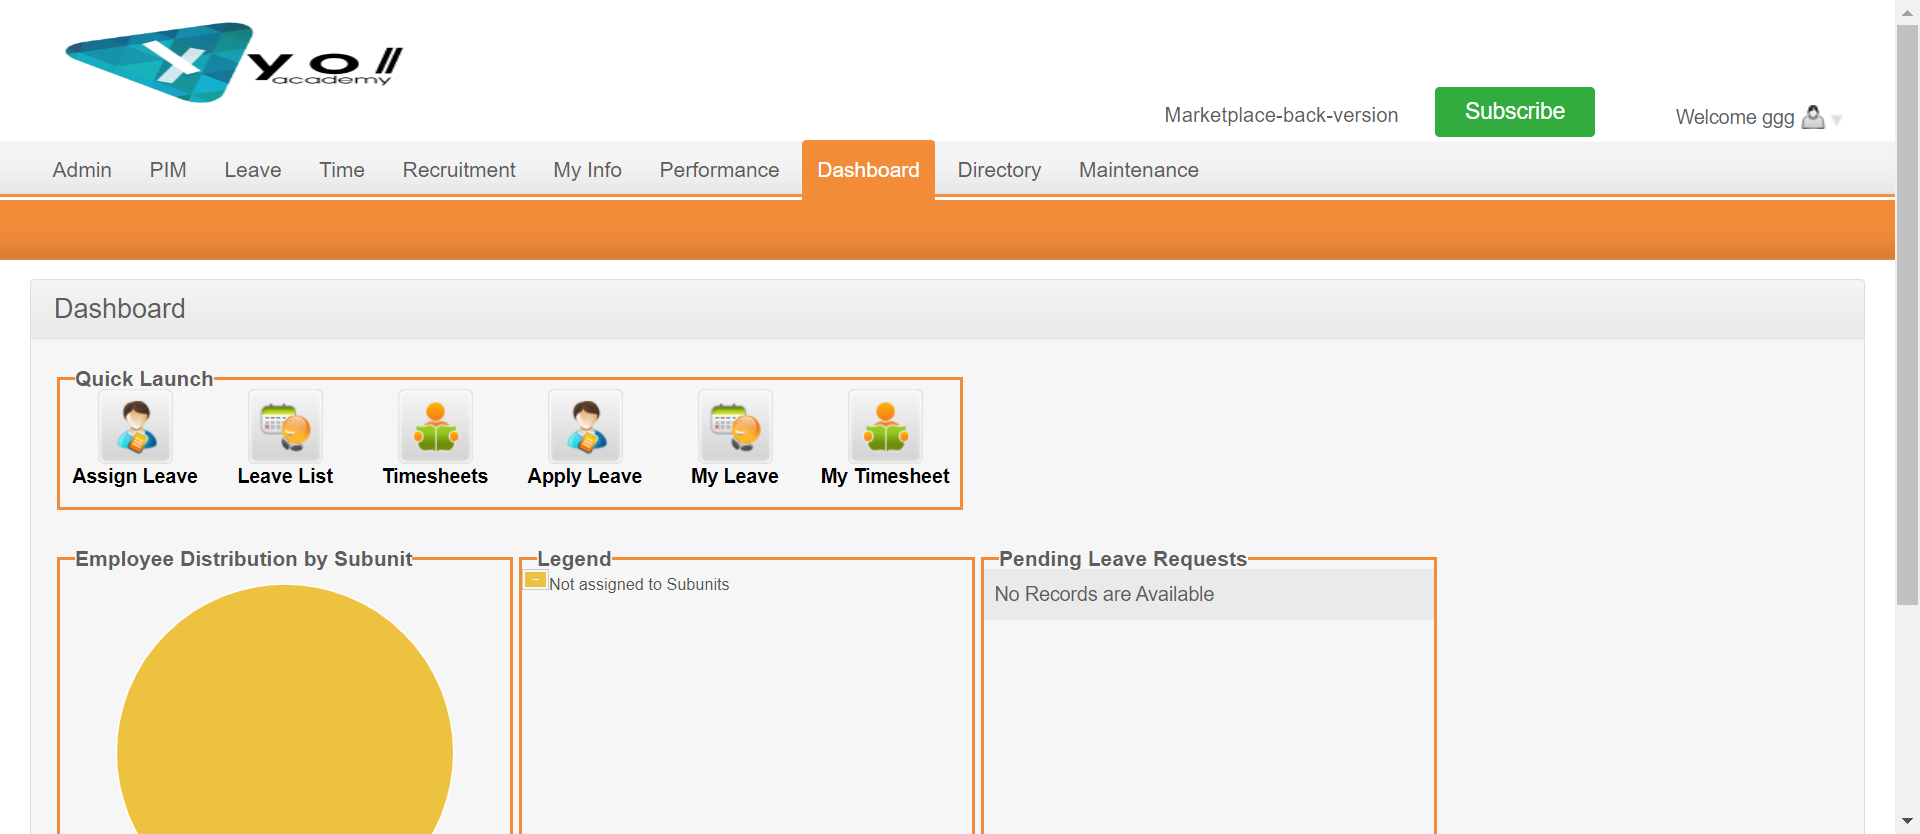 X yo//
academy
Marketplace-back-version Subscribe Welcome ggg
Admin PIM Leave Time Recruitment My Info Performance Dashboard Directory Maintenance
Dashboard
Quick Launch
Assign Leave Leave List Timesheets Apply Leave My Leave My Timesheet
Employee Distribution by Subunit Legend Pending Leave Requests
Not assigned to Subunits
No Records are Available